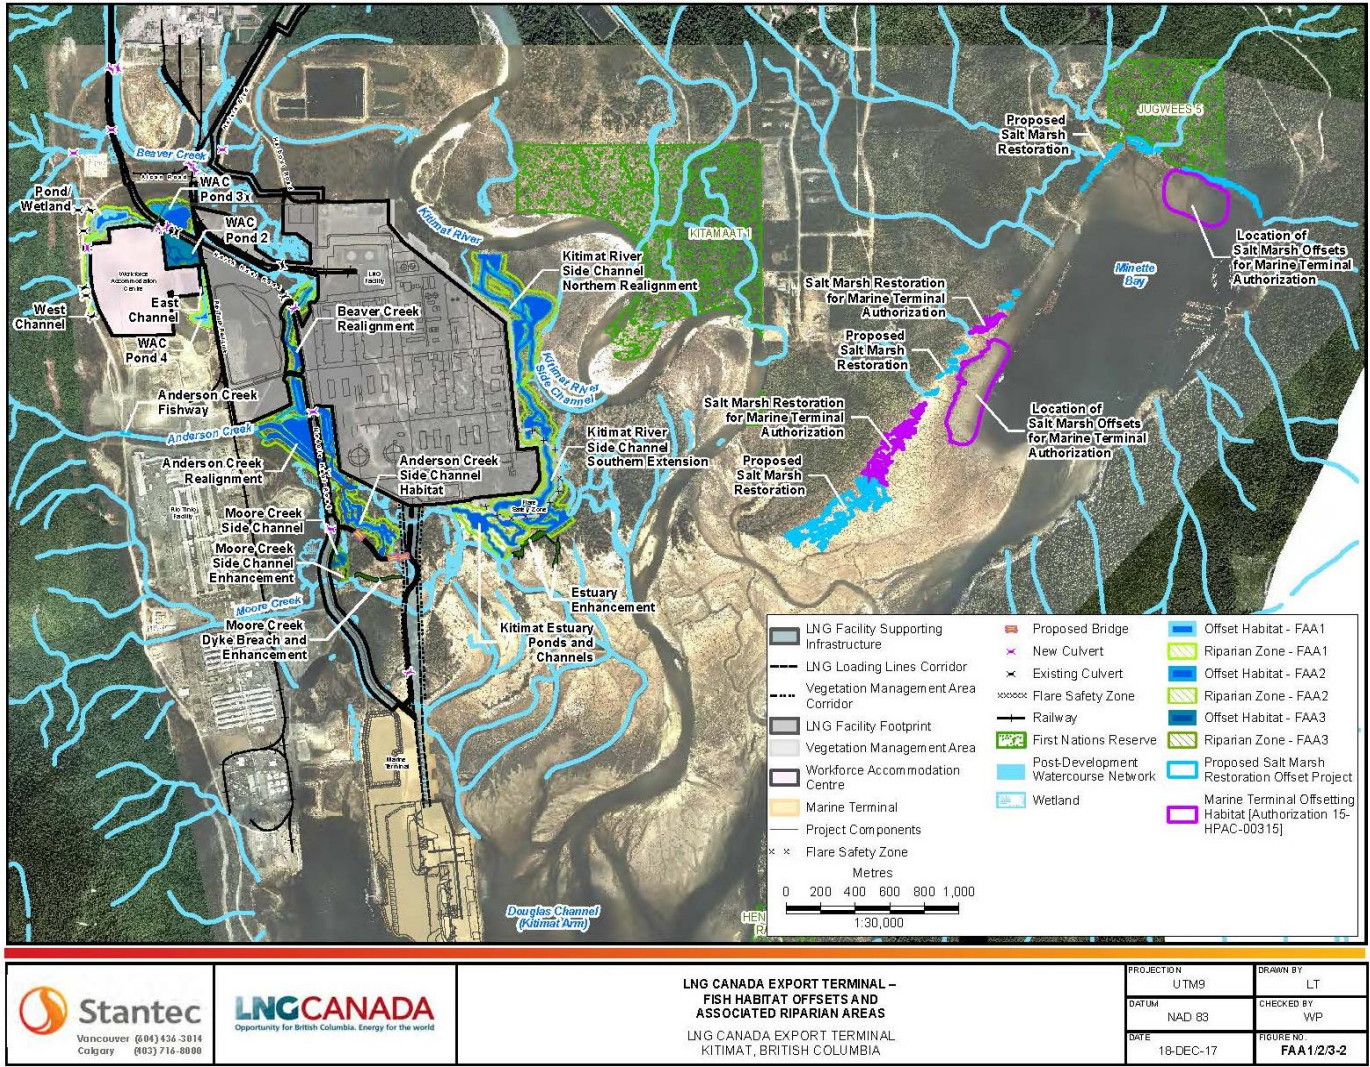 JUGWEES 5
Proposed
Salt Marsh
Restoration
Beaver Creek
WAC
Pond 3
Pond/
Wetland
WAC
Pond 2
Kitimat River
KITAMAAT 1
Location of
Salt Marsh Offsets
for Marine Terminal
Authorization
Kitimat River
Side Channel
Northern Realignment
Minette
Bay
LNG
Facility
Workforce
Accommodation
Centre
Salt Marsh Restoration
for Marine Terminal
Authorization
East
Channel
West
Channel
Beaver Creek
Realignment
WAC
Pond 4
Proposed
Salt Marsh
Restoration
Kitimat River
Side Channel
Anderson Creek
Fishway
Salt Marsh Restoration
for Marine Terminal
Authorization
Location of
Salt Marsh Offsets
for Marine Terminal
Authorization
Anderson Creek
Kitimat River
Side Channel
Southern Extension
Anderson Creek
Realignment
Anderson Creek
Side Channel
Habitat
Proposed
Salt Marsh
Restoration
Rio Tinto
Facility
Flare
Safety Zone
Moore Creek
Side Channel
Moore Creek
Side Channel
Enhancement
Estuary
Enhancement
Moore Creek
Moore Creek
Dyke Breach and
Enhancement
Kitimat Estuary
Ponds and
Channels
Marine
Terminal
Douglas Channel
(Kitimat Arm)
LNG Facility Supporting
Infrastructure
LNG Loading Lines Corridor
Vegetation Management Area
Corridor
LNG Facility Footprint
Vegetation Management Area
Workforce Accommodation
Centre
Marine Terminal
Project Components
Flare Safety Zone
Proposed Bridge
New Culvert
Existing Culvert
Flare Safety Zone
Railway
First Nations Reserve
Post-Development
Watercourse Network
Wetland
Offset Habitat - FAA1
Riparian Zone - FAA1
Offset Habitat - FAA2
Riparian Zone - FAA2
Offset Habitat - FAA3
Riparian Zone - FAA3
Proposed Salt Marsh
Restoration Offset Project
Marine Terminal Offsetting
Habitat [Authorization 15-
HPAC-00315]
Metres
0 200 400 600 800 1,000
1:30,000
Stantec
Vancouver (604) 436-3014
Calgary (403) 716-8000
LNGCANADA
Opportunity for British Columbia. Energy for the world
LNG CANADA EXPORT TERMINAL –
FISH HABITAT OFFSETS AND
ASSOCIATED RIPARIAN AREAS
LNG CANADA EXPORT TERMINAL
KITIMAT, BRITISH COLUMBIA
PROJECTION
UTM9
DRAWN BY
LT
DATUM
NAD 83
CHECKED BY
WP
DATE
18-DEC-17
FIGURE NO.
FAA1/2/3-2